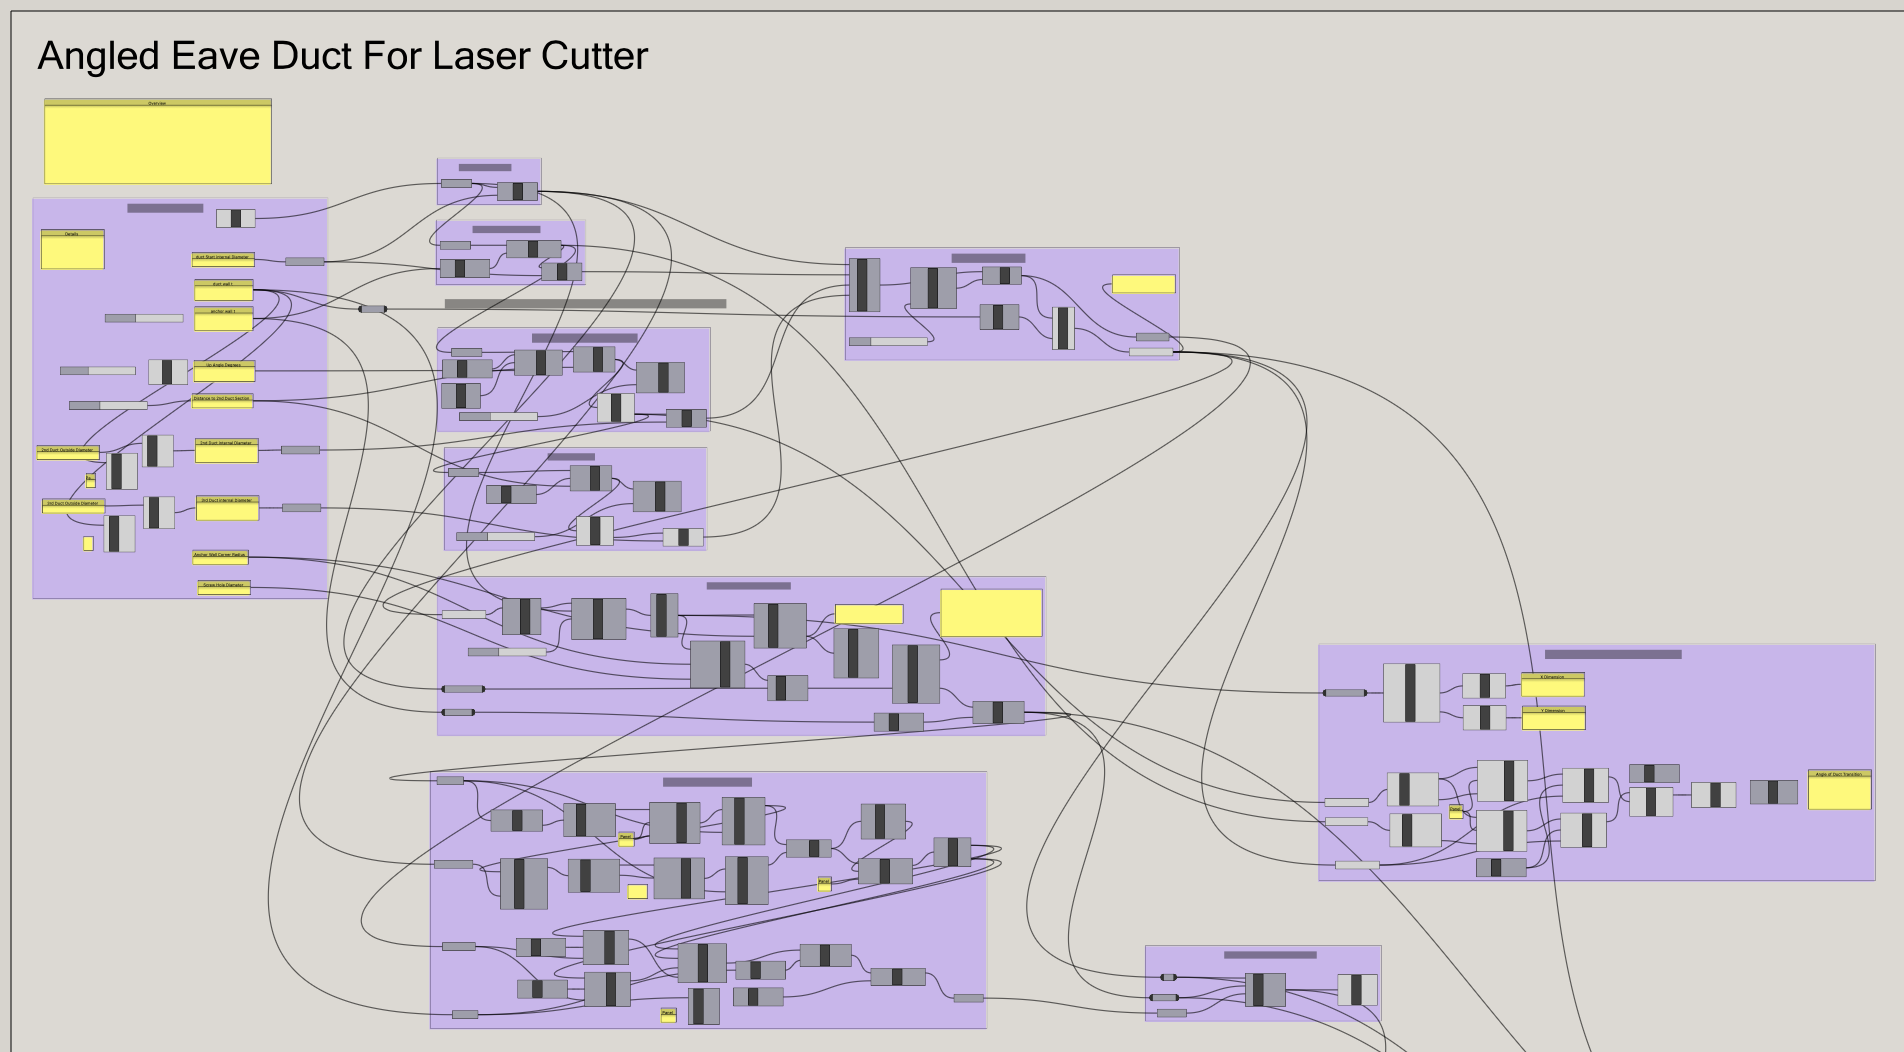 Angled Eave Duct For Laser Cutter
Overview
Details
duct Start Internal Diameter
duct wall t
anchor wall t
Up Angle Degrees
Distance to 2nd Duct Section
2nd Duct Internal Diameter
2nd Duct Outside Diameter
3rd Duct Internal Diameter
3rd Duct Outside Diameter
Anchor Wall Corner Radius
Screw Hole Diameter
X Dimension
Y Dimension
Angle of Duct Transition
Panel
Panel
Panel
Panel